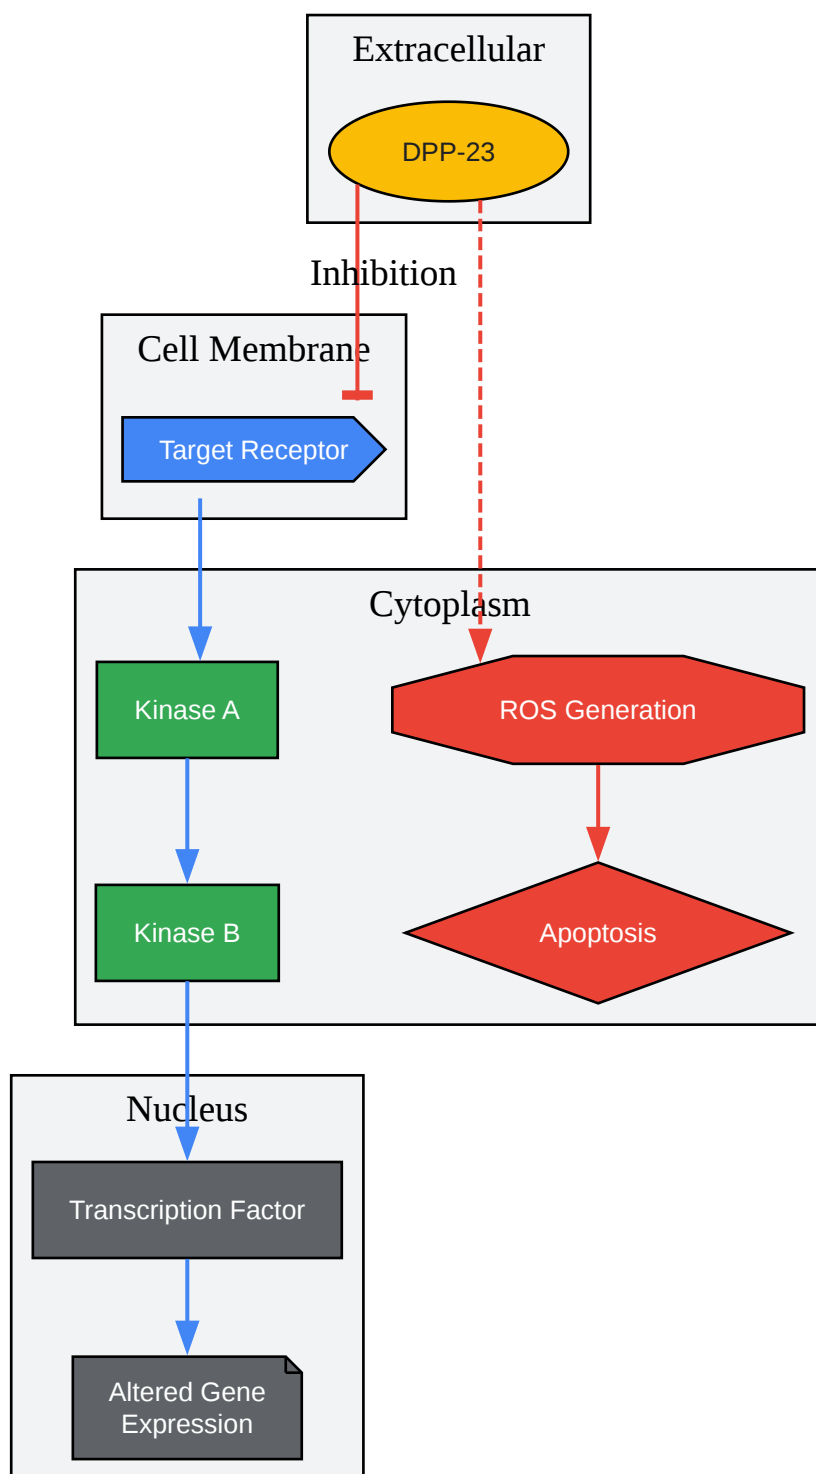 Extracellular
DPP-23
Inhibition
Cell Membrane
Target Receptor
Cytoplasm
Kinase A
ROS Generation
Kinase B
Apoptosis
Nucleus
Transcription Factor
Altered Gene
Expression